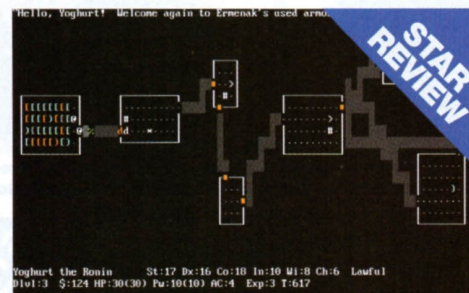 "Hello, Yoghurt! Welcome again to Ermenak's used armo
STAR
REVIEW
Yoghurt the Ronin St:17 Dx:16 Co:18 In:10 Wi:8 Ch:6 Lawful
Dlvl:3 $:124 HP:30(30) Pw:10(10) AC:4 Exp:3 T:617